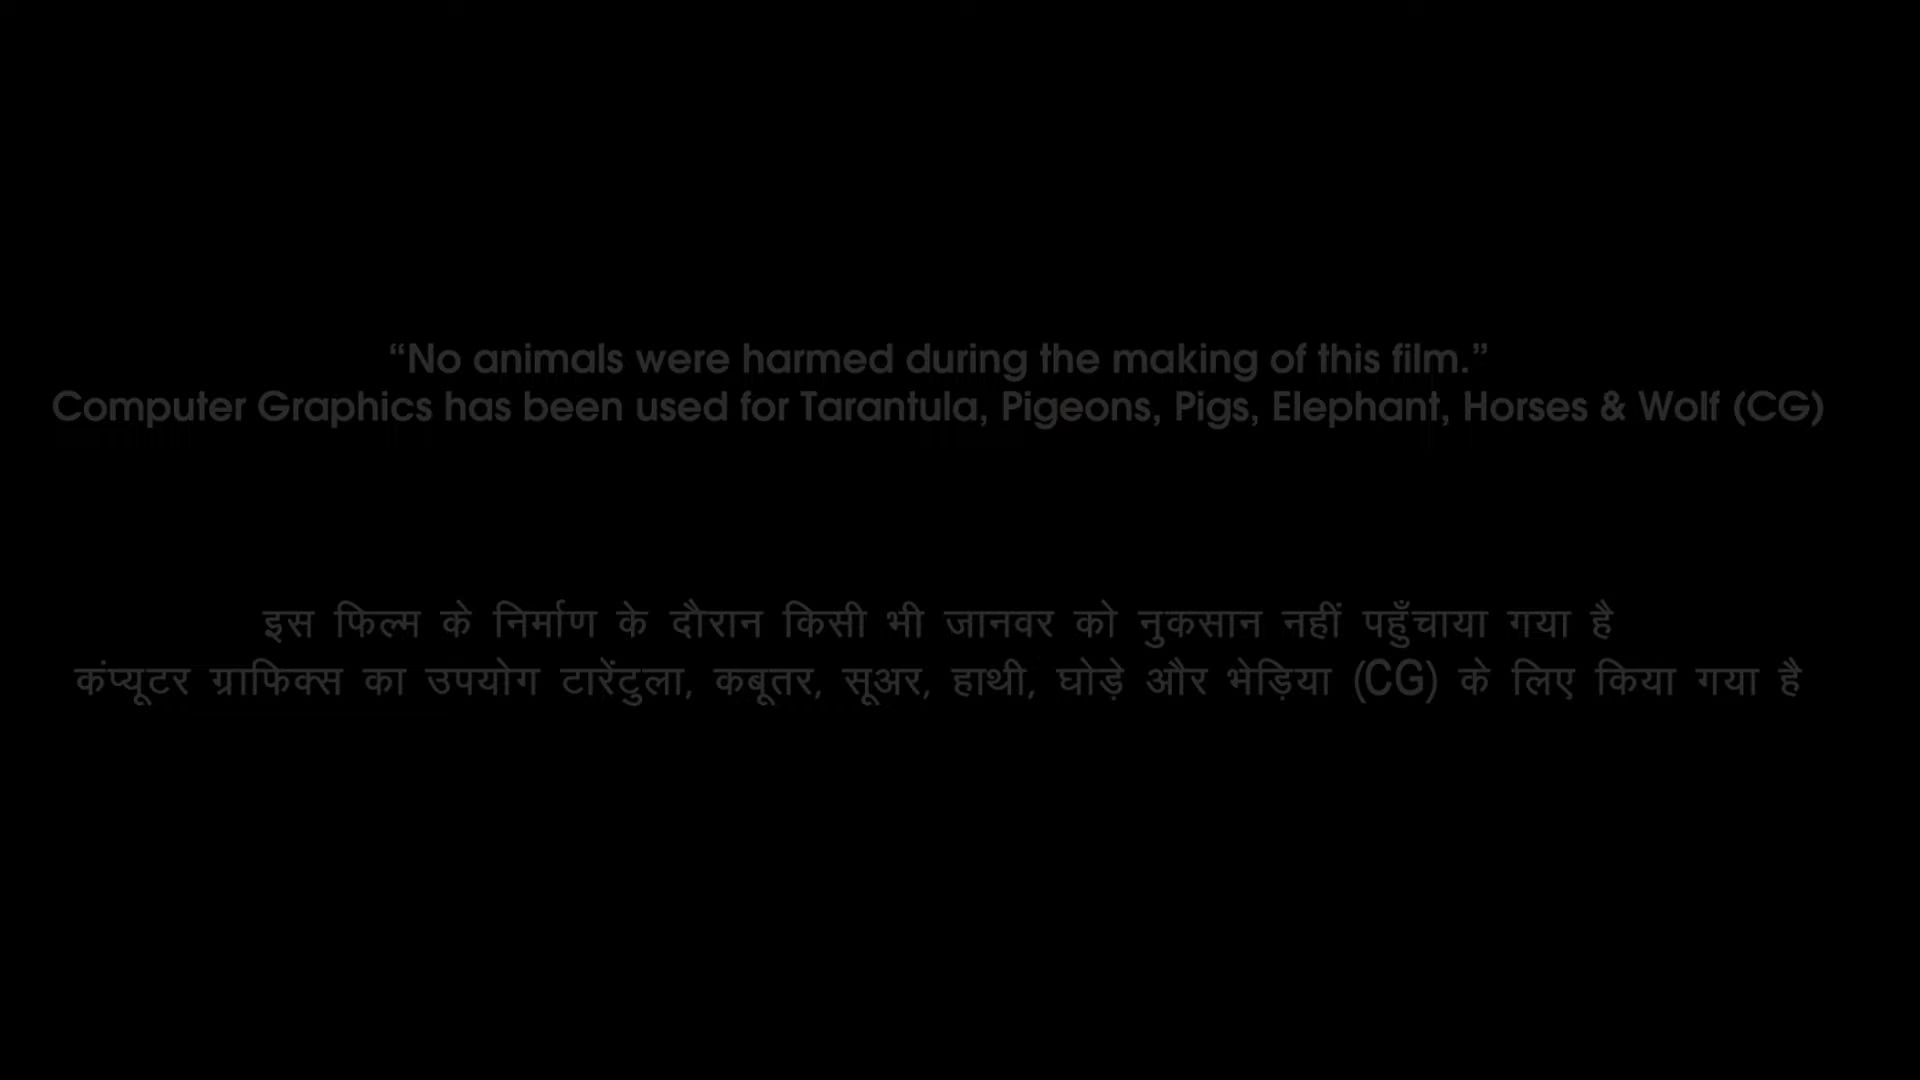 “No animals were harmed during the making of this film.”
Computer Graphics has been used for Tarantula, Pigeons, Pigs, Elephant, Horses & Wolf (CG)
इस फिल्म के निर्माण के दौरान किसी भी जानवर को नुकसान नहीं पहुँचाया गया है
कंप्यूटर ग्राफिक्स का उपयोग टारेंटुला, कबूतर, सूअर, हाथी, घोड़े और भेड़िया (CG) के लिए किया गया है